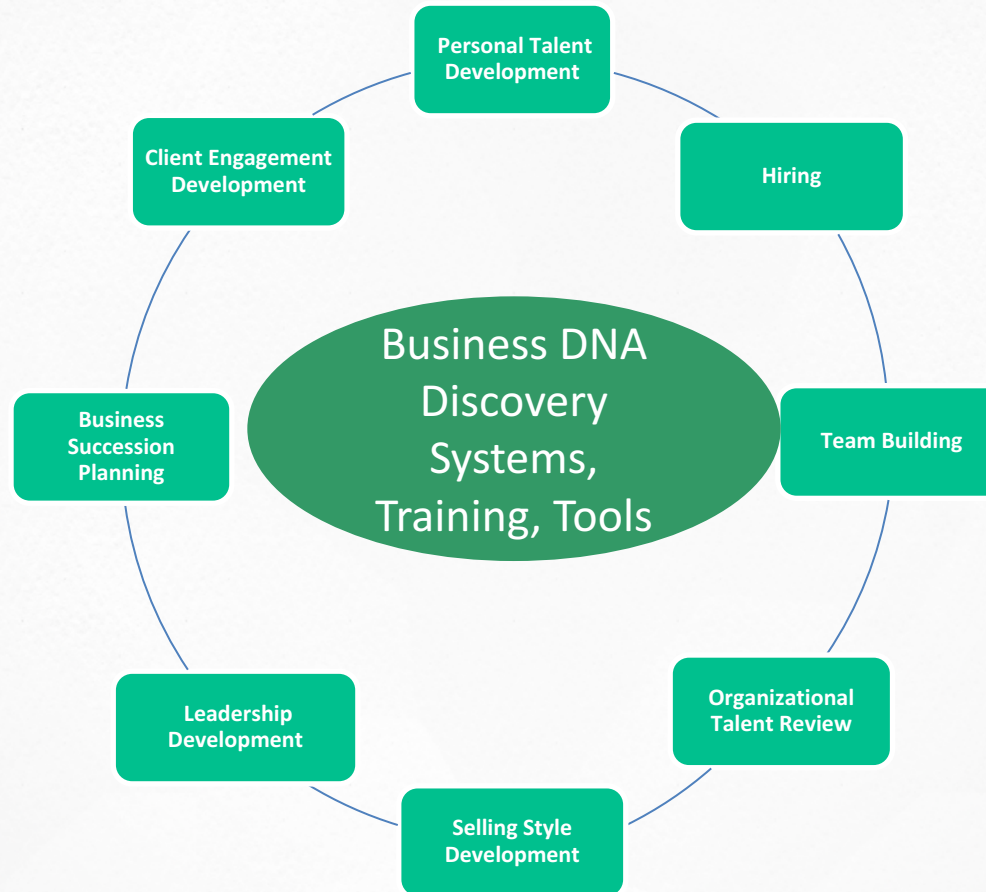 Personal Talent
Development
Hiring
Team Building
Organizational
Talent Review
Selling Style
Development
Leadership
Development
Business
Succession
Planning
Client Engagement
Development
Business DNA
Discovery
Systems,
Training, Tools